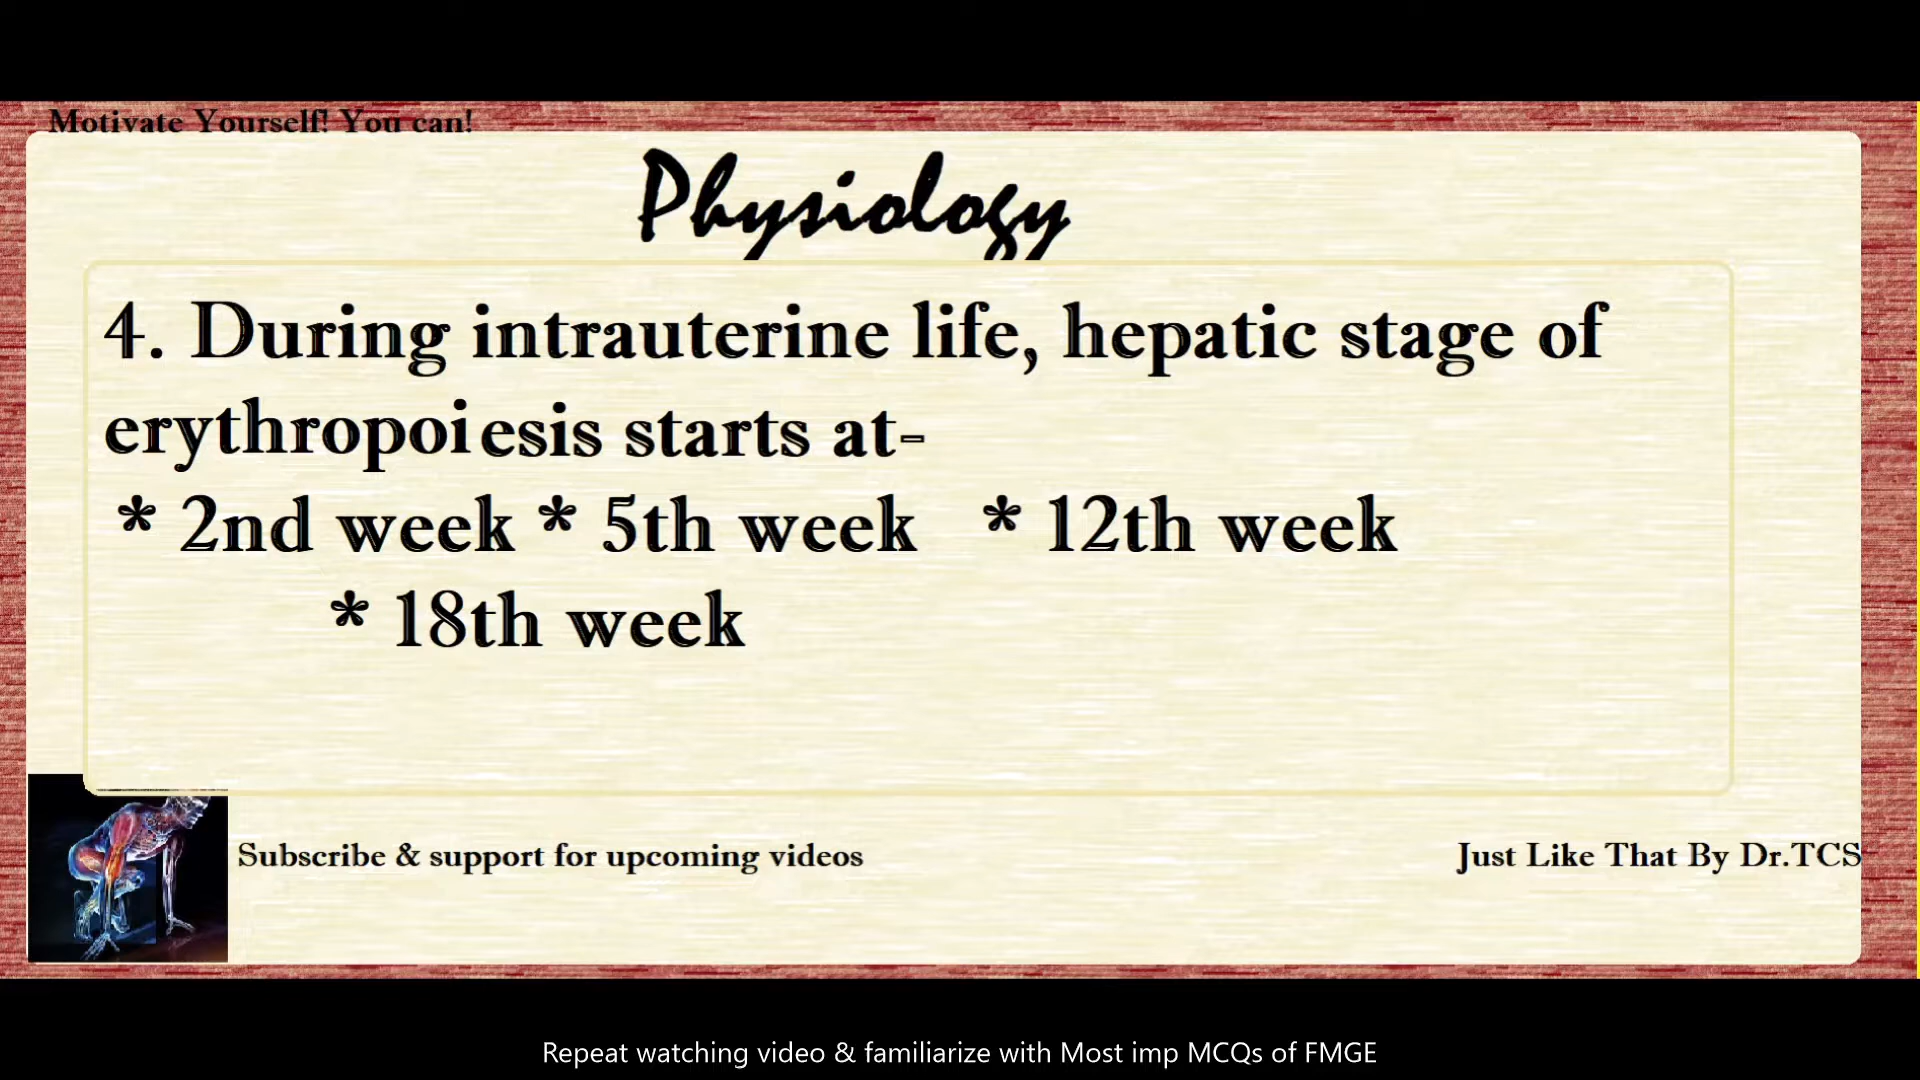 Motivate Yourself! You can!
Physiology
4. During intrauterine life, hepatic stage of
erythropoiesis starts at-
* 2nd week * 5th week * 12th week
* 18th week
Subscribe & support for upcoming videos
Just Like That By Dr.TCS
Repeat watching video & familiarize with Most imp MCQs of FMGE